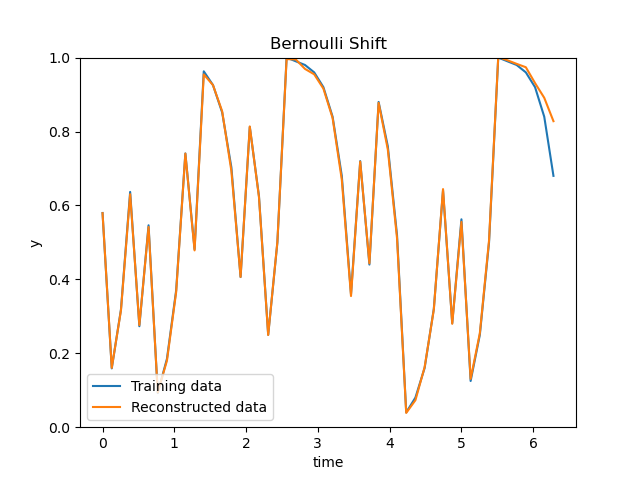 Bernoulli Shift
1.0
0.8
0.6
0.4
0.2
0.0
y
Training data
Reconstructed data
0 1 2 3 4 5 6
time